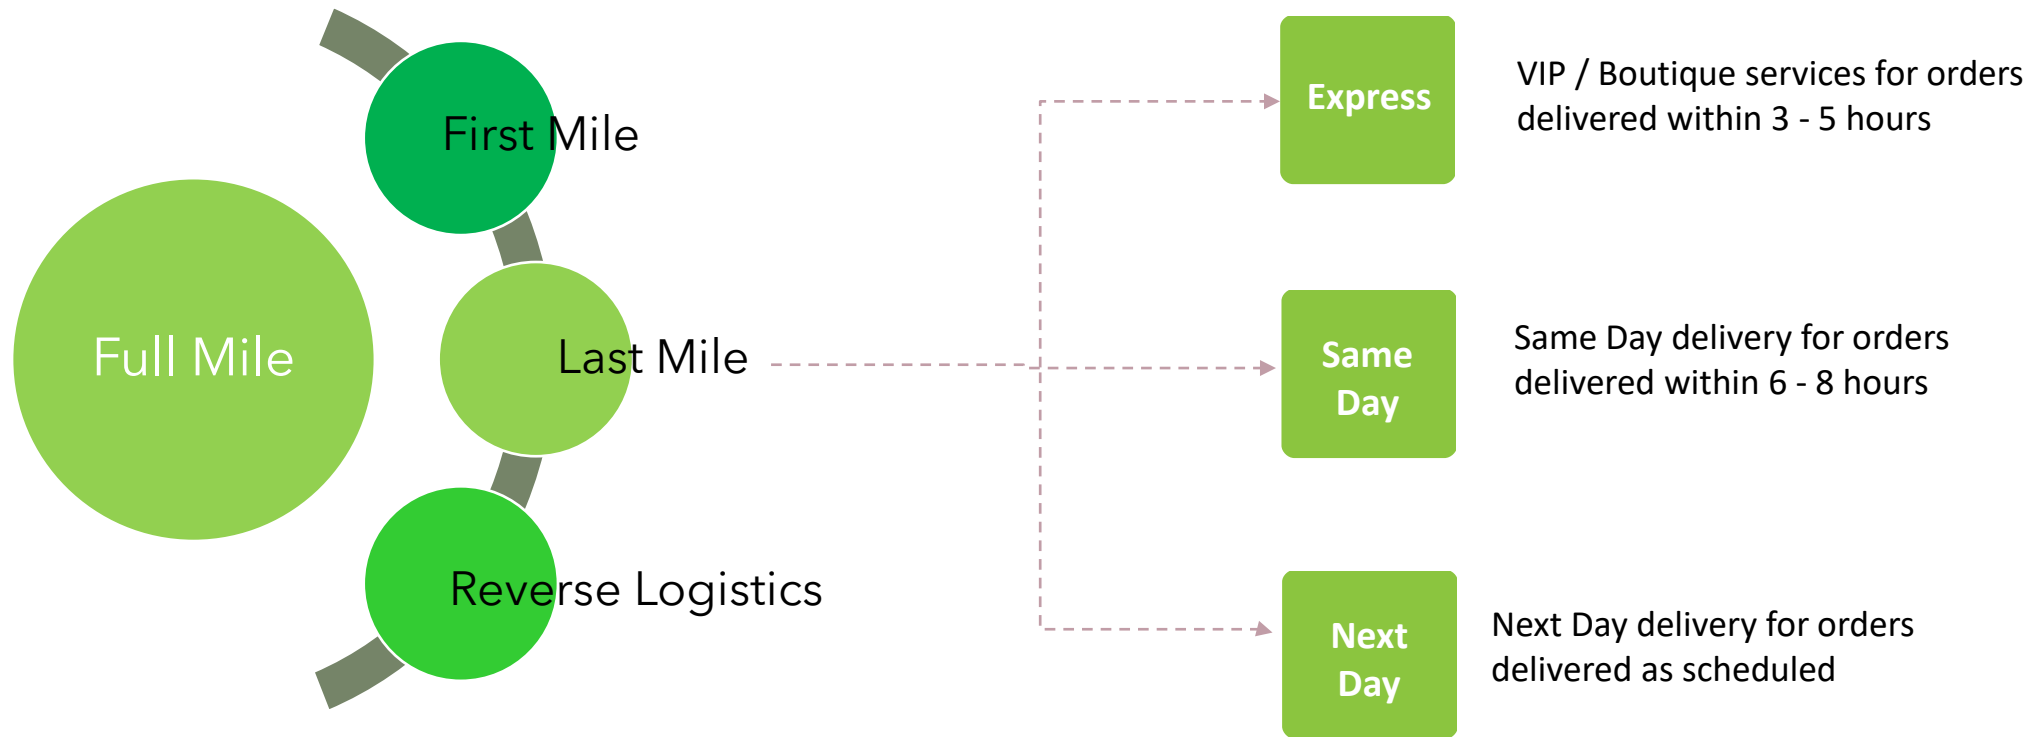 Full Mile
First Mile
Last Mile
Reverse Logistics
Express
VIP / Boutique services for orders
delivered within 3 - 5 hours
Same
Day
Same Day delivery for orders
delivered within 6 - 8 hours
Next
Day
Next Day delivery for orders
delivered as scheduled